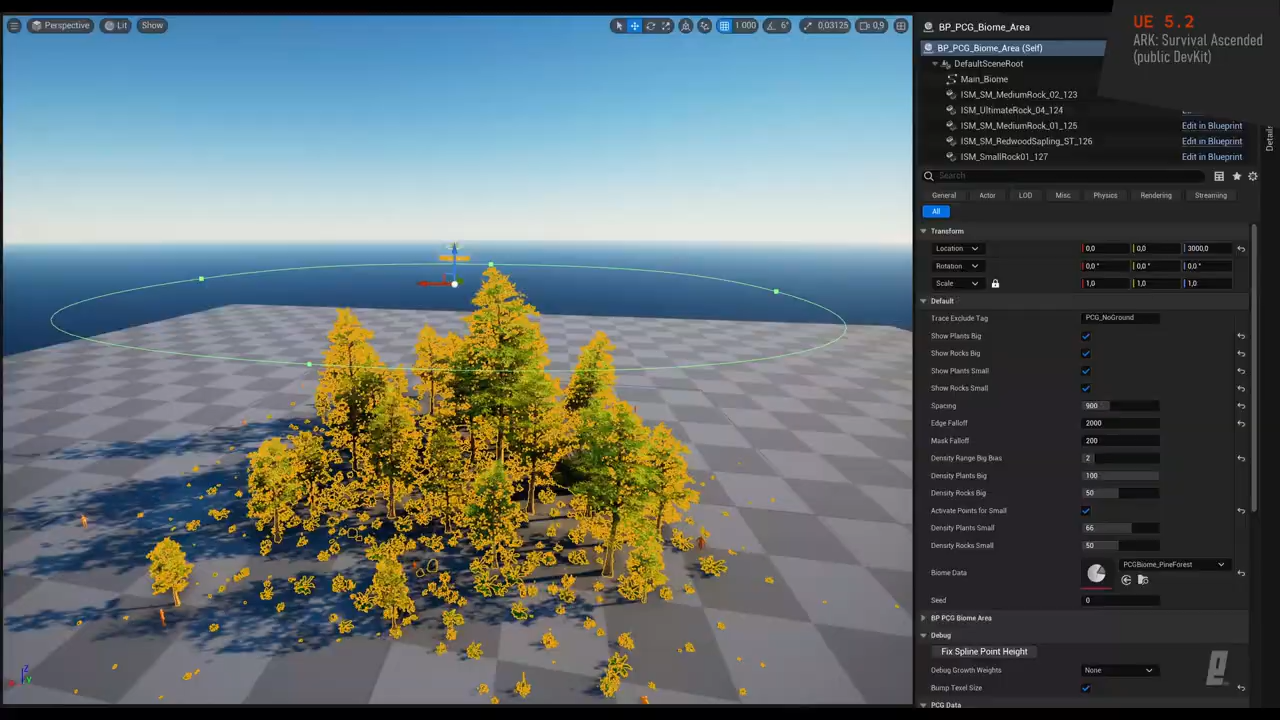 Perspective
Lit
Show
1 000
6°
0,03125
0,9
BP_PCG_Biome_Area
UE 5.2
ARK: Survival Ascended
(public DevKit)
BP_PCG_Biome_Area (Self)
DefaultSceneRoot
Main_Biome
ISM_SM_MediumRock_02_123
ISM_UltimateRock_04_124
ISM_SM_MediumRock_01_125
Edit in Blueprint
ISM_SM_RedwoodSapling_ST_126
Edit in Blueprint
ISM_SmallRock01_127
Edit in Blueprint
Search
General
Actor
LOD
Misc
Physics
Rendering
Streaming
All
Transform
Location
0,0
0,0
3000,0
Rotation
0,0 °
0,0 °
0,0 °
Scale
1,0
1,0
1,0
Default
Trace Exclude Tag
PCG_NoGround
Show Plants Big
Show Rocks Big
Show Plants Small
Show Rocks Small
Spacing
900
Edge Falloff
2000
Mask Falloff
200
Density Range Big Bias
2
Density Plants Big
100
Density Rocks Big
50
Activate Points for Small
Density Plants Small
66
Density Rocks Small
50
Biome Data
PCGBiome_PineForest
Seed
0
BP PCG Biome Area
Debug
Fix Spline Point Height
Debug Growth Weights
None
Bump Texel Size
PCG Data